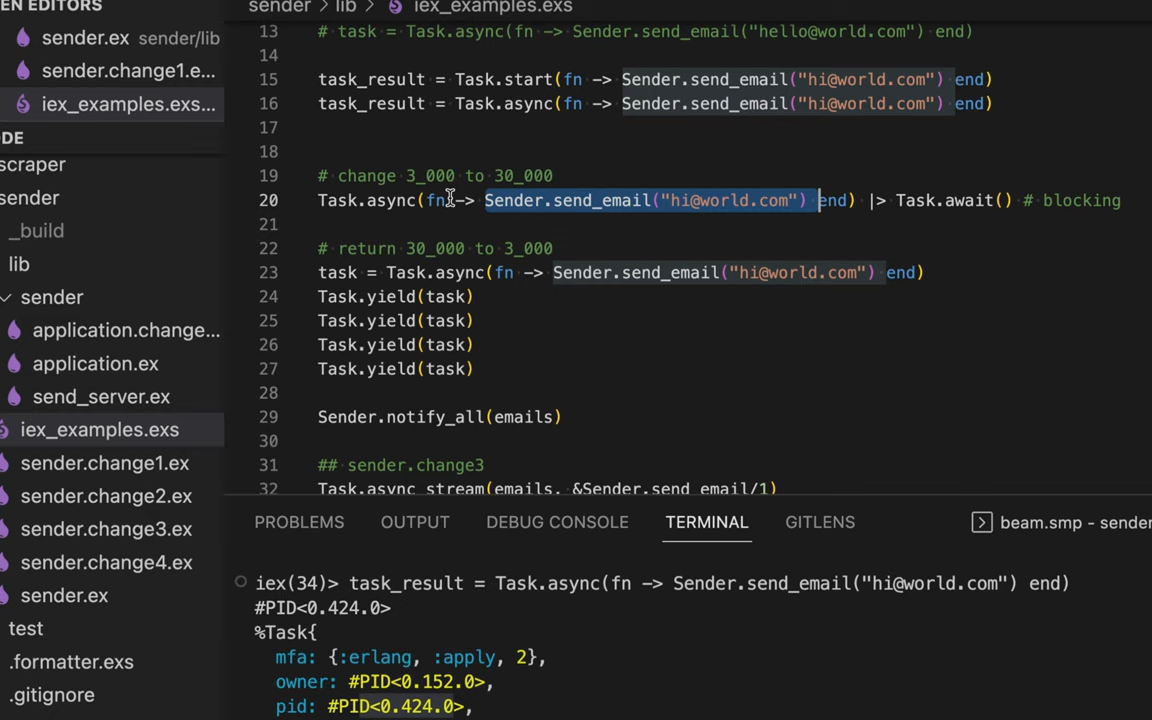 EN EDITORS
sender.ex sender/lib
sender.change1.e...
iex_examples.exs...
DE
scraper
sender
_build
lib
sender
application.change...
application.ex
send_server.ex
iex_examples.exs
sender.change1.ex
sender.change2.ex
sender.change3.ex
sender.change4.ex
sender.ex
test
.formatter.exs
.gitignore
sender > lib > iex_examples.exs
13 # task = Task.async(fn -> Sender.send_email("hello@world.com") end)
14
15 task_result = Task.start(fn -> Sender.send_email("hi@world.com") end)
16 task_result = Task.async(fn -> Sender.send_email("hi@world.com") end)
17
18
19 # change 3_000 to 30_000
20 Task.async(fn -> Sender.send_email("hi@world.com") end) |> Task.await() # blocking
21
22 # return 30_000 to 3_000
23 task = Task.async(fn -> Sender.send_email("hi@world.com") end)
24 Task.yield(task)
25 Task.yield(task)
26 Task.yield(task)
27 Task.yield(task)
28
29 Sender.notify_all(emails)
30
31 ## sender.change3
32 Task.async_stream(emails, &Sender.send_email/1)
PROBLEMS OUTPUT DEBUG CONSOLE TERMINAL GITLENS beam.smp - sender
iex(34)> task_result = Task.async(fn -> Sender.send_email("hi@world.com") end)
#PID<0.424.0>
%Task{
mfa: {:erlang, :apply, 2},
owner: #PID<0.152.0>,
pid: #PID<0.424.0>,